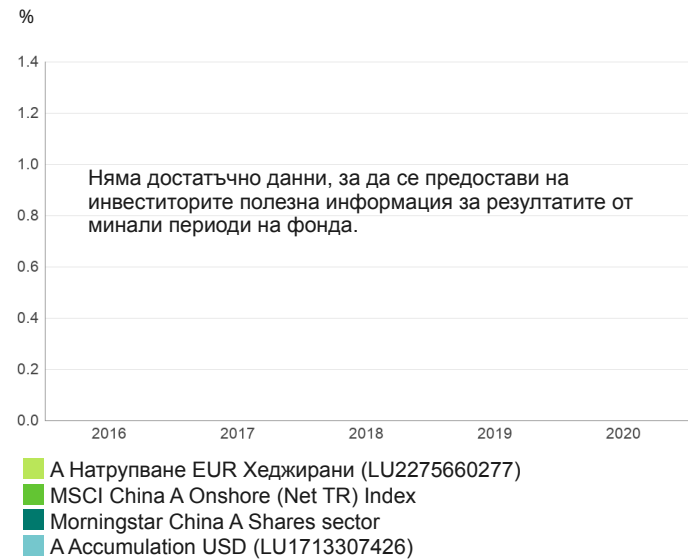 %
1.4
1.2
1.0
Няма достатъчно данни, за да се предостави на
инвеститорите полезна информация за резултатите от
0.8
минали периоди на фонда.
0.6
0.4
0.2
0.0
2016 2017 2018 2019 2020
А Натрупване EUR Хеджирани (LU2275660277)
MSCI China A Onshore (Net TR) Index
Morningstar China A Shares sector
A Accumulation USD (LU1713307426)